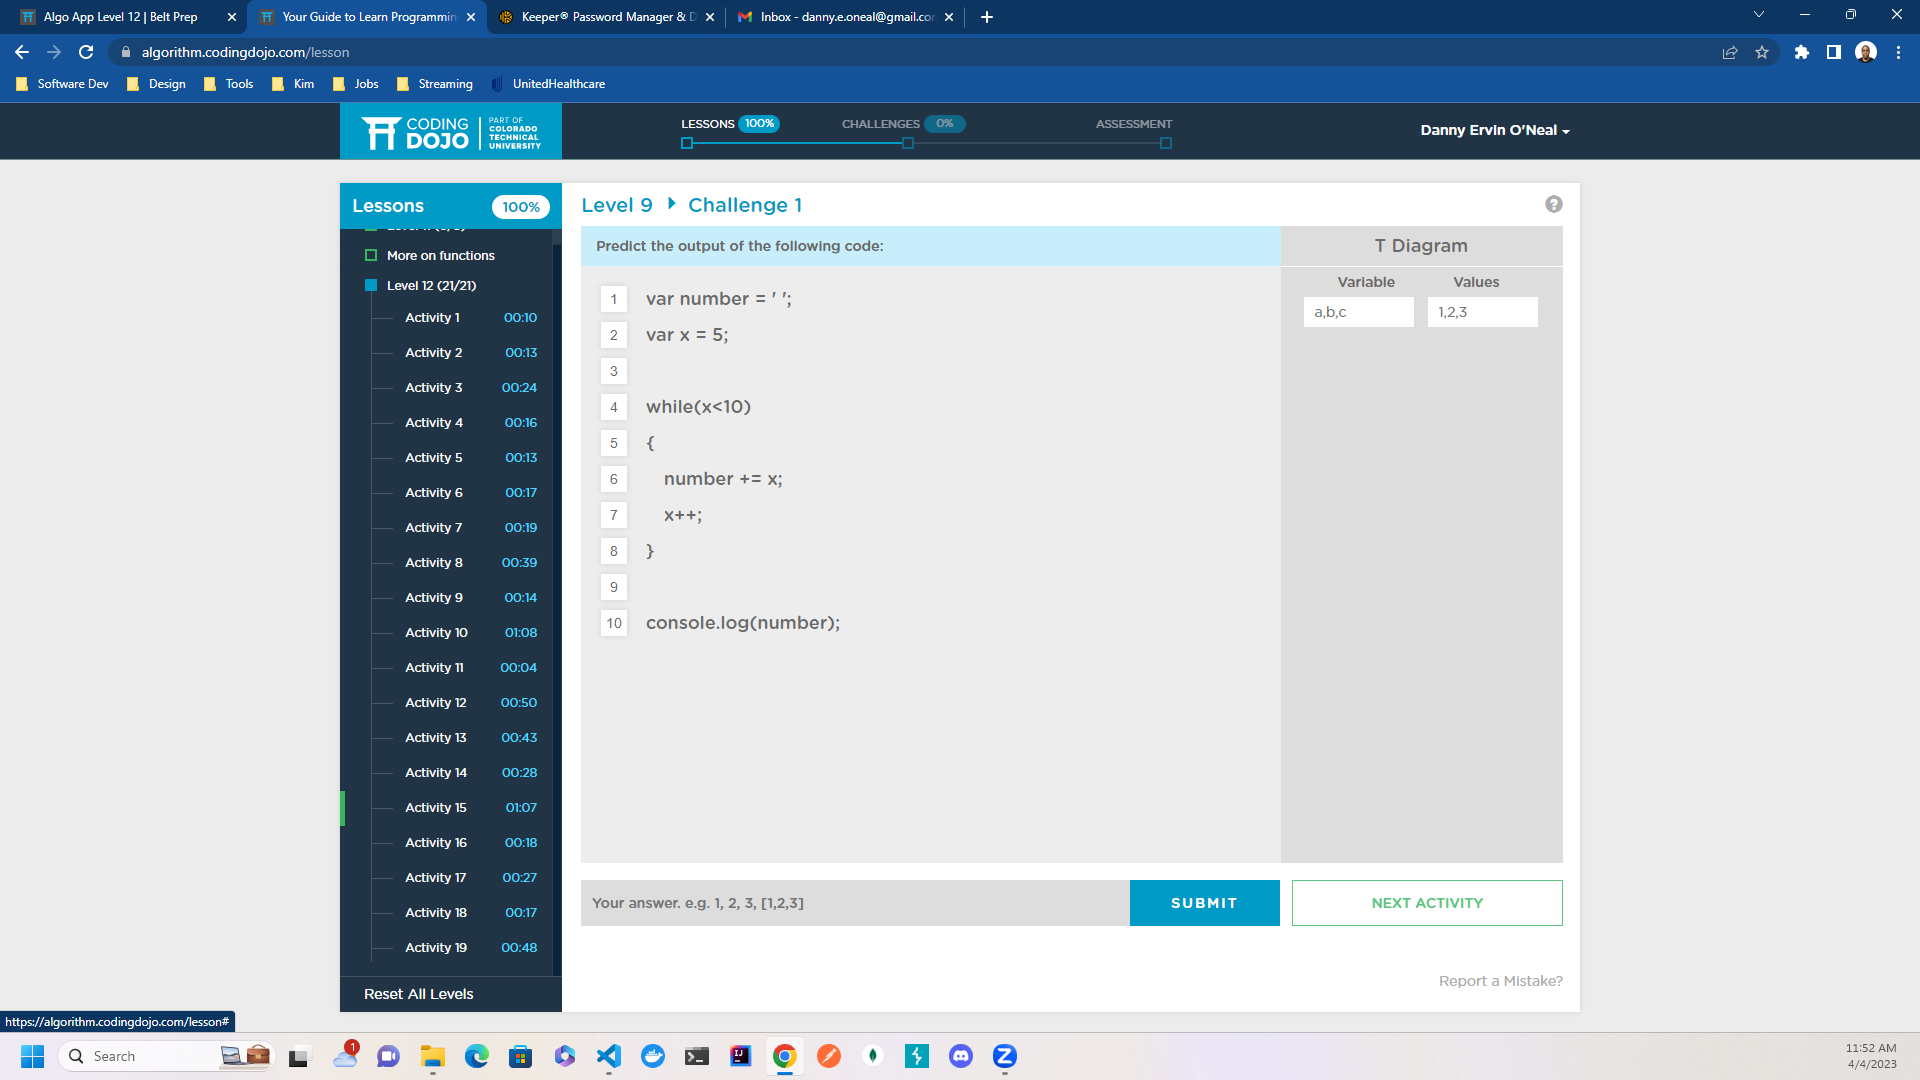 Algo App Level 12 | Belt Prep
Your Guide to Learn Programmin
Keeper® Password Manager & D
Inbox - danny.e.oneal@gmail.cor
algorithm.codingdojo.com/lesson
Software Dev
Design
Tools
Kim
Jobs
Streaming
UnitedHealthcare
CODING DOJO
PART OF
COLORADO
TECHNICAL
UNIVERSITY
LESSONS 100%
CHALLENGES 0%
ASSESSMENT
Danny Ervin O'Neal
Lessons 100%
More on functions
Level 12 (21/21)
Activity 1 00:10
Activity 2 00:13
Activity 3 00:24
Activity 4 00:16
Activity 5 00:13
Activity 6 00:17
Activity 7 00:19
Activity 8 00:39
Activity 9 00:14
Activity 10 01:08
Activity 11 00:04
Activity 12 00:50
Activity 13 00:43
Activity 14 00:28
Activity 15 01:07
Activity 16 00:18
Activity 17 00:27
Activity 18 00:17
Activity 19 00:48
Reset All Levels
Level 9 Challenge 1
?
Predict the output of the following code:
1 var number = ' ';
2 var x = 5;
3
4 while(x<10)
5 {
6 number += x;
7 x++;
8 }
9
10 console.log(number);
T Diagram
Variable Values
a,b,c 1,2,3
Your answer. e.g. 1, 2, 3, [1,2,3]
SUBMIT
NEXT ACTIVITY
Report a Mistake?
https://algorithm.codingdojo.com/lesson#
Search
1
11:52 AM
4/4/2023